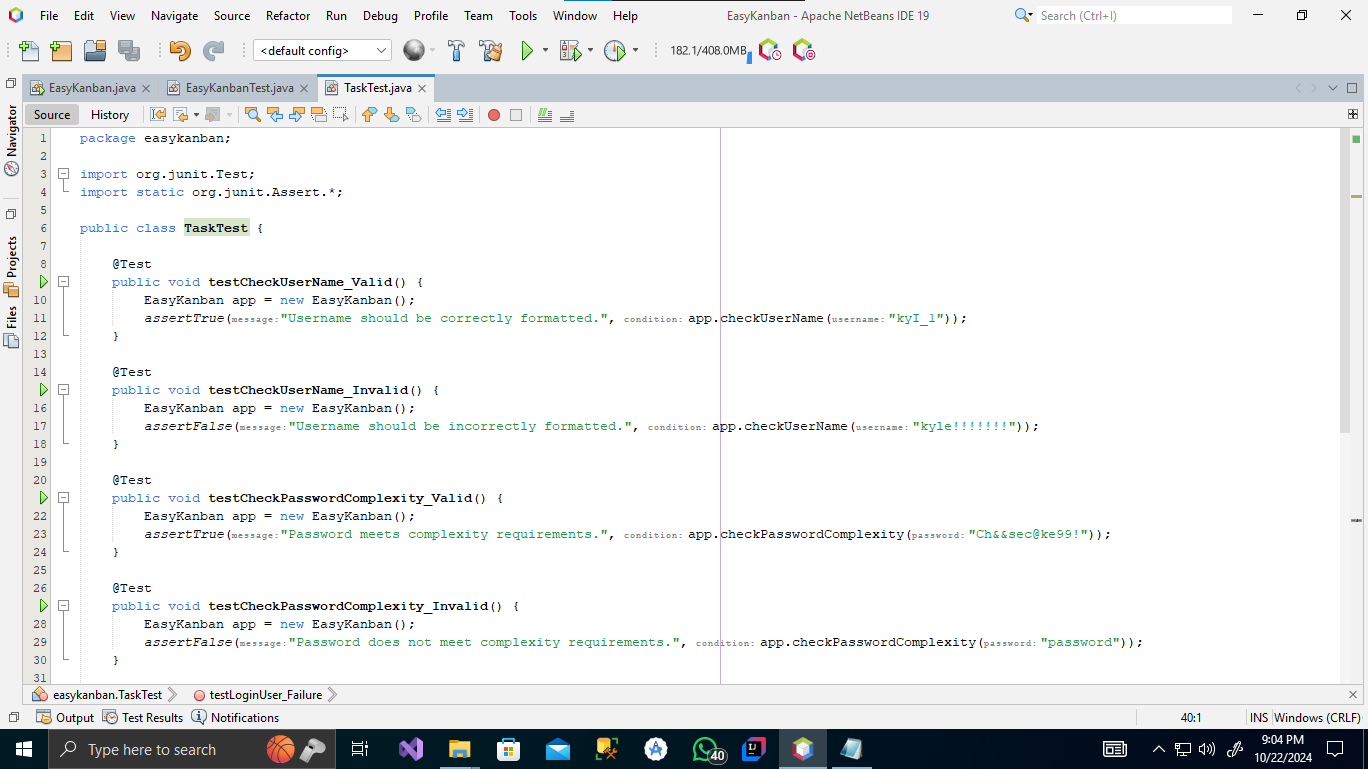 File Edit View Navigate Source Refactor Run Debug Profile Team Tools Window Help EasyKanban - Apache NetBeans IDE 19 Search (Ctrl+I)
<default config> 182.1/408.0MB
EasyKanban.java EasyKanbanTest.java TaskTest.java
Source History
Navigator
Projects
Files
1 package easykanban;
2
3 import org.junit.Test;
4 import static org.junit.Assert.*;
5
6 public class TaskTest {
7
8 @Test
public void testCheckUserName_Valid() {
10 EasyKanban app = new EasyKanban();
11 assertTrue(message:"Username should be correctly formatted.", condition: app.checkUserName(username: "kyI_1"));
12 }
13
14 @Test
public void testCheckUserName_Invalid() {
16 EasyKanban app = new EasyKanban();
17 assertFalse(message:"Username should be incorrectly formatted.", condition: app.checkUserName(username: "kyle!!!!!!!"));
18 }
19
20 @Test
public void testCheckPasswordComplexity_Valid() {
22 EasyKanban app = new EasyKanban();
23 assertTrue(message:"Password meets complexity requirements.", condition: app.checkPasswordComplexity(password: "Ch&&sec@ke99!"));
24 }
25
26 @Test
public void testCheckPasswordComplexity_Invalid() {
28 EasyKanban app = new EasyKanban();
29 assertFalse(message:"Password does not meet complexity requirements.", condition: app.checkPasswordComplexity(password: "password"));
30 }
31
easykanban.TaskTest testLoginUser_Failure
Output Test Results Notifications 40:1 INS Windows (CRLF)
Type here to search 40 9:04 PM
10/22/2024